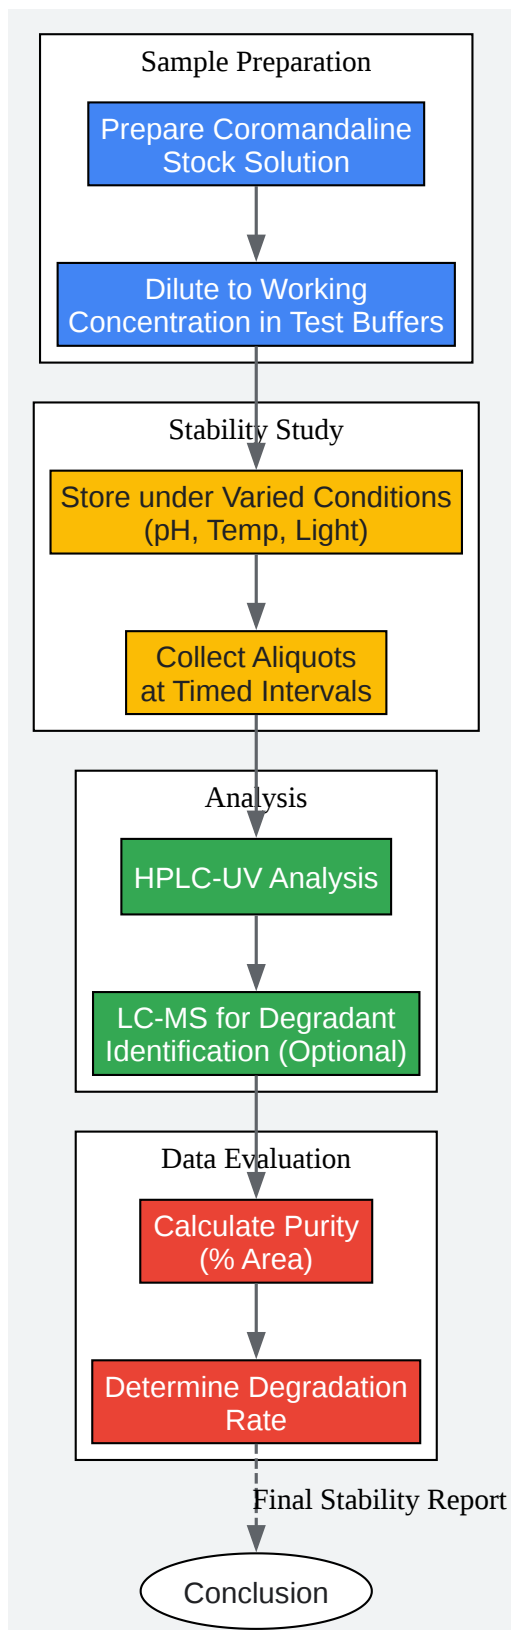 Sample Preparation
Prepare Coromandaline
Stock Solution
Dilute to Working
Concentration in Test Buffers
Stability Study
Store under Varied Conditions
(pH, Temp, Light)
Collect Aliquots
at Timed Intervals
Analysis
HPLC-UV Analysis
LC-MS for Degradant
Identification (Optional)
Data Evaluation
Calculate Purity
(% Area)
Determine Degradation
Rate
Final Stability Report
Conclusion